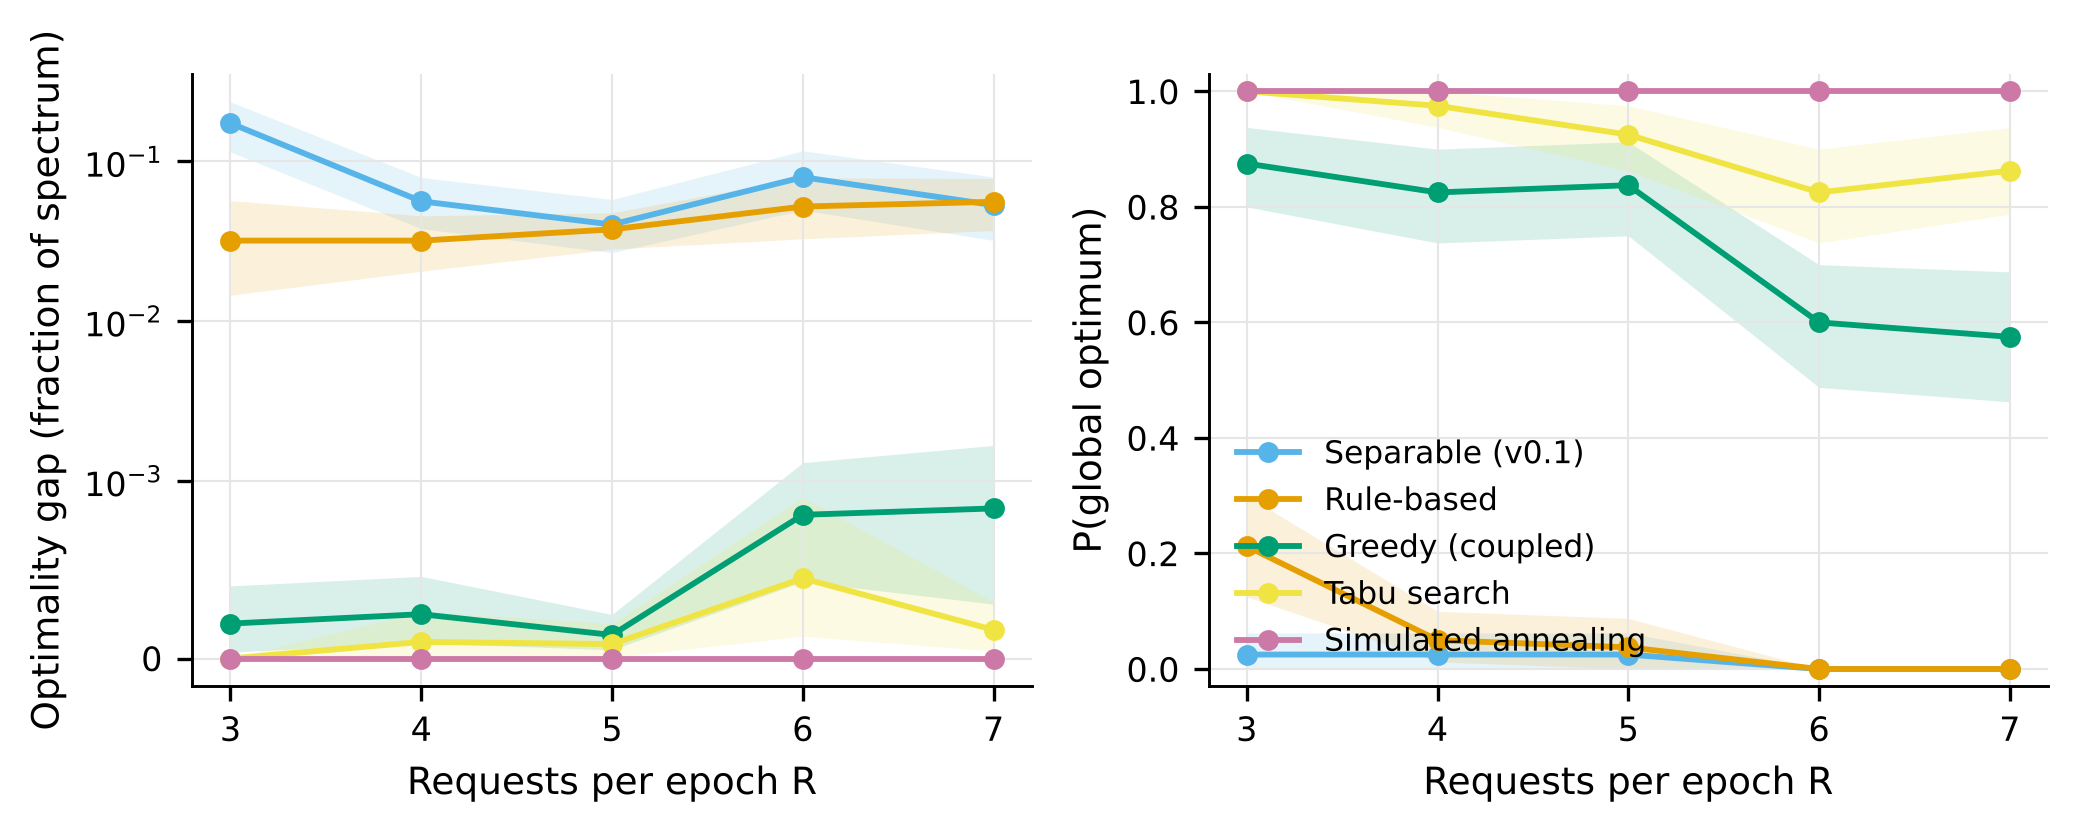 Optimality gap (fraction of spectrum)
10⁻¹
10⁻²
10⁻³
0
3 4 5 6 7
Requests per epoch R
P(global optimum)
1.0
0.8
0.6
0.4
0.2
0.0
Separable (v0.1)
Rule-based
Greedy (coupled)
Tabu search
Simulated annealing
3 4 5 6 7
Requests per epoch R